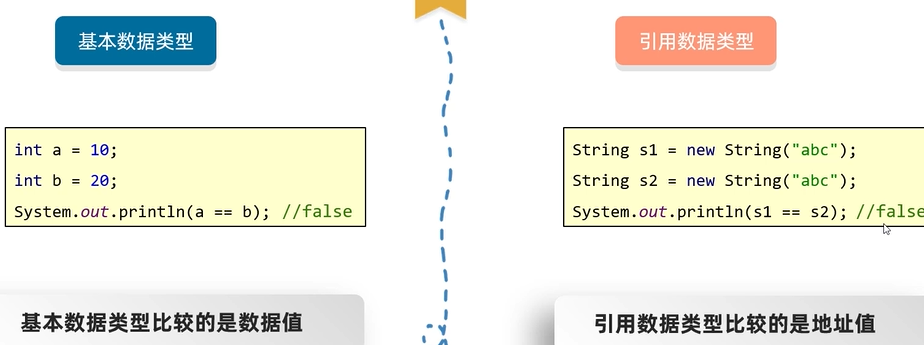 基本数据类型
int a = 10;
int b = 20;
System.out.println(a == b); //false
基本数据类型比较的是数据值
引用数据类型
String s1 = new String("abc");
String s2 = new String("abc");
System.out.println(s1 == s2); //false
引用数据类型比较的是地址值